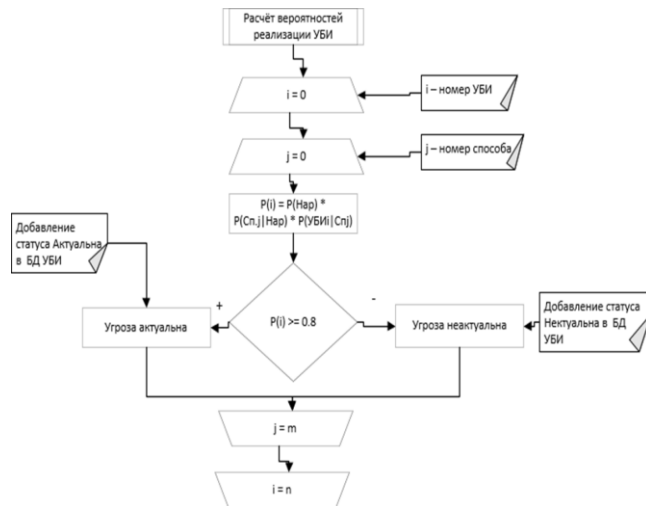 Расчёт вероятностей
реализации УБИ
i = 0
i – номер УБИ
j = 0
j – номер способа
P(i) = P(Нар) *
P(Сп.j|Нар) * P(УБИi|Спj)
Добавление
статуса Актуальна
в БД УБИ
+
P(i) >= 0.8
-
Угроза актуальна
Угроза неактуальна
Добавление статуса
Нектуальна в БД
УБИ
j = m
i = n